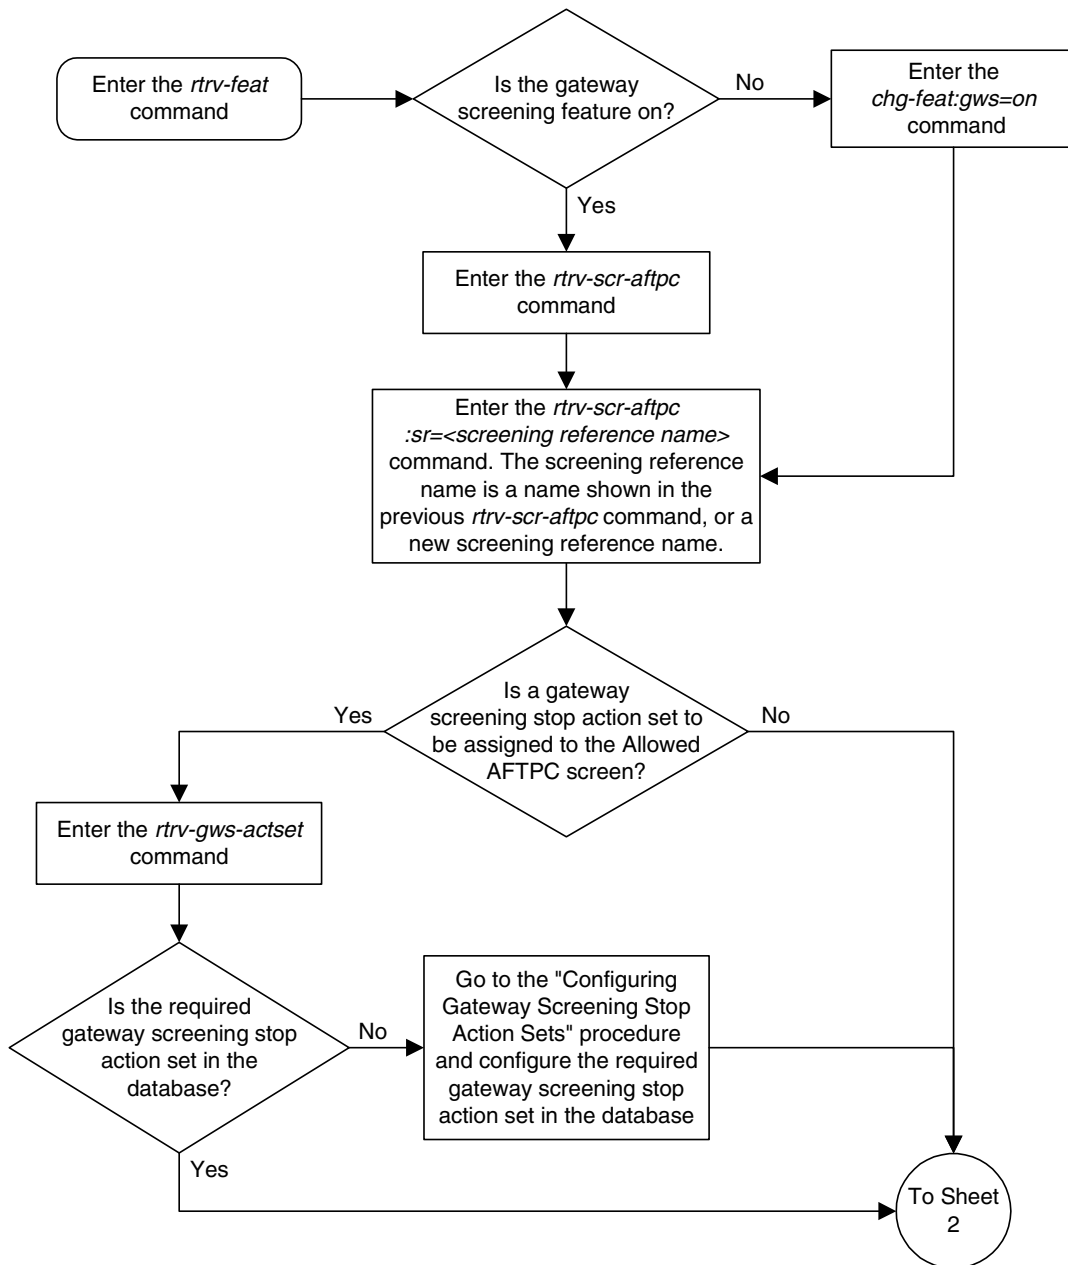 Enter the rtrv-feat
command
Is the gateway
screening feature on?
No
Enter the
chg-feat:gws=on
command
Yes
Enter the rtrv-scr-aftpc
command
Enter the rtrv-scr-aftpc
:sr=<screening reference name>
command. The screening reference
name is a name shown in the
previous rtrv-scr-aftpc command, or a
new screening reference name.
Is a gateway
screening stop action set to
be assigned to the Allowed
AFTPC screen?
Yes
No
Enter the rtrv-gws-actset
command
Is the required
gateway screening stop
action set in the
database?
No
Go to the "Configuring
Gateway Screening Stop
Action Sets" procedure
and configure the required
gateway screening stop
action set in the database
Yes
To Sheet
2